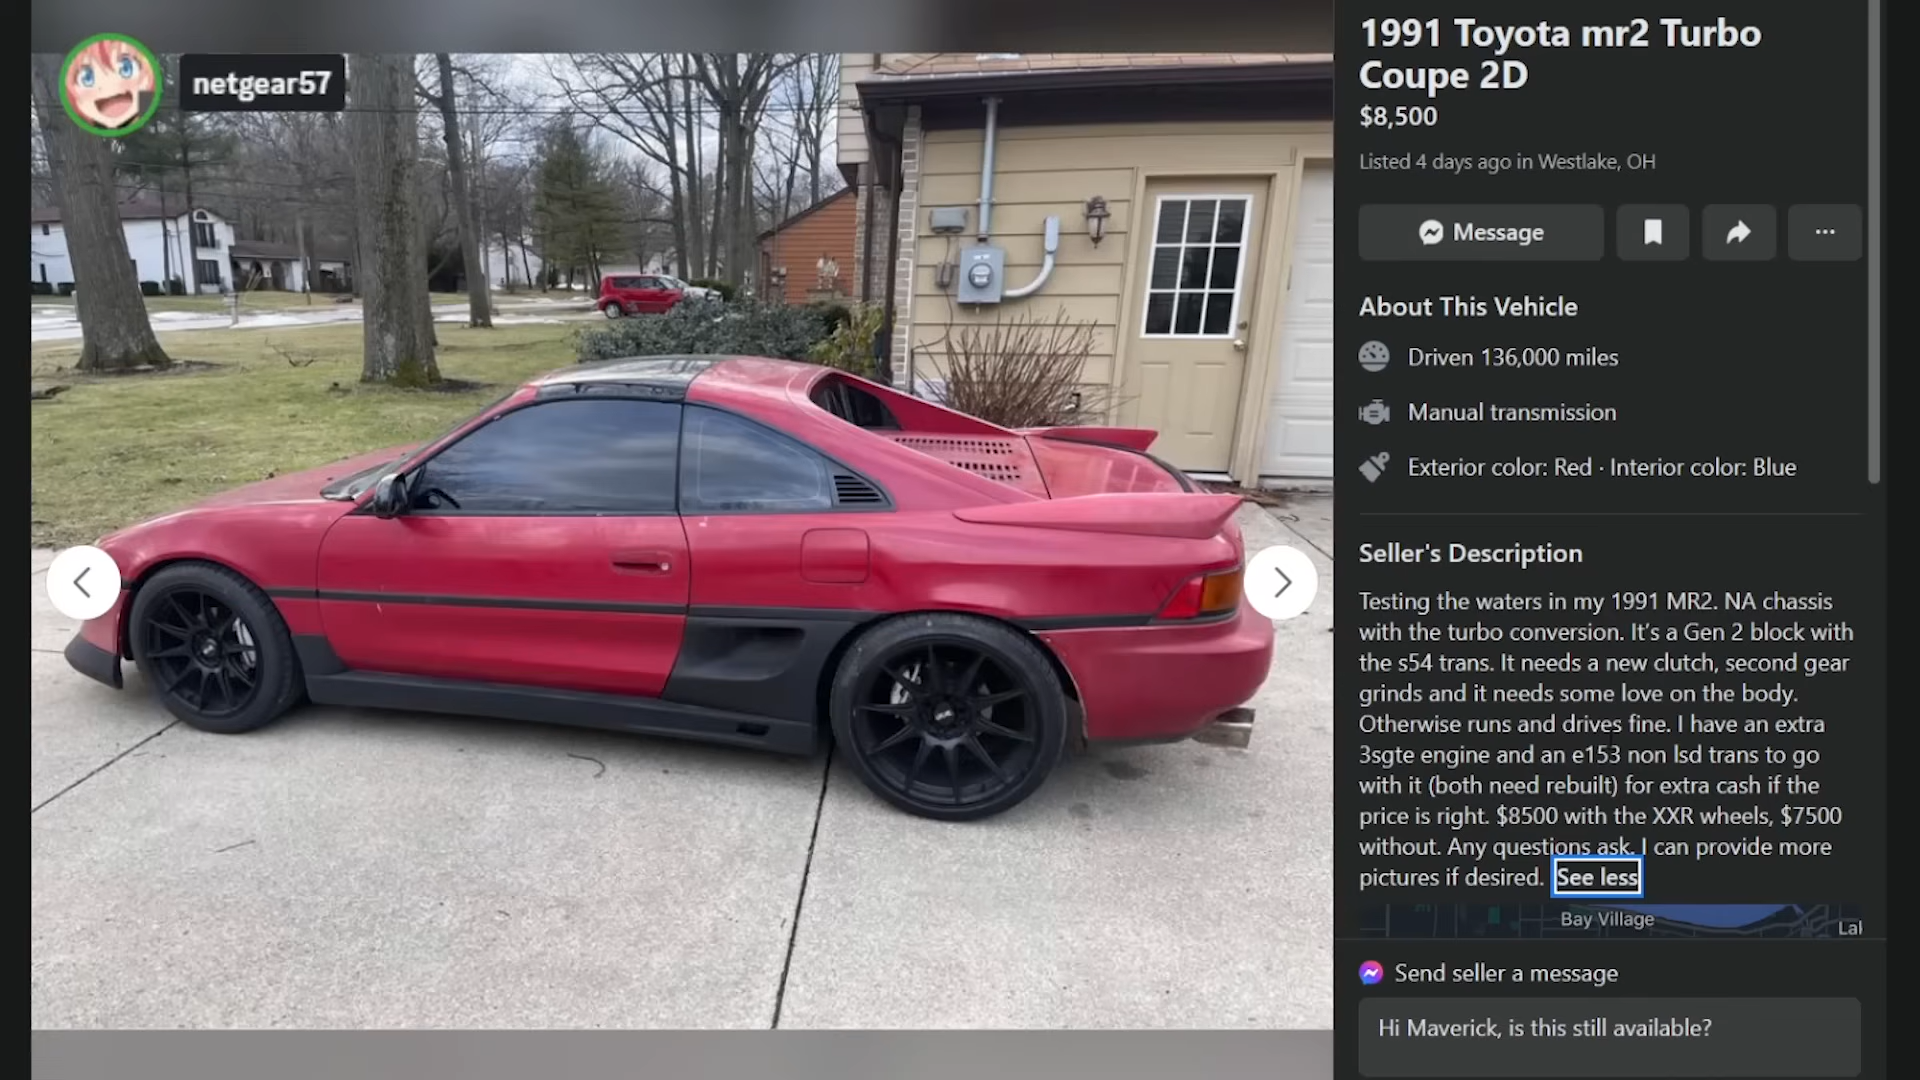 netgear57
1991 Toyota mr2 Turbo
Coupe 2D
$8,500
Listed 4 days ago in Westlake, OH
Message
About This Vehicle
Driven 136,000 miles
Manual transmission
Exterior color: Red · Interior color: Blue
Seller's Description
Testing the waters in my 1991 MR2. NA chassis
with the turbo conversion. It’s a Gen 2 block with
the s54 trans. It needs a new clutch, second gear
grinds and it needs some love on the body.
Otherwise runs and drives fine. I have an extra
3sgte engine and an e153 non lsd trans to go
with it (both need rebuilt) for extra cash if the
price is right. $8500 with the XXR wheels, $7500
without. Any questions ask. I can provide more
pictures if desired. See less
Bay Village
Lal
Send seller a message
Hi Maverick, is this still available?